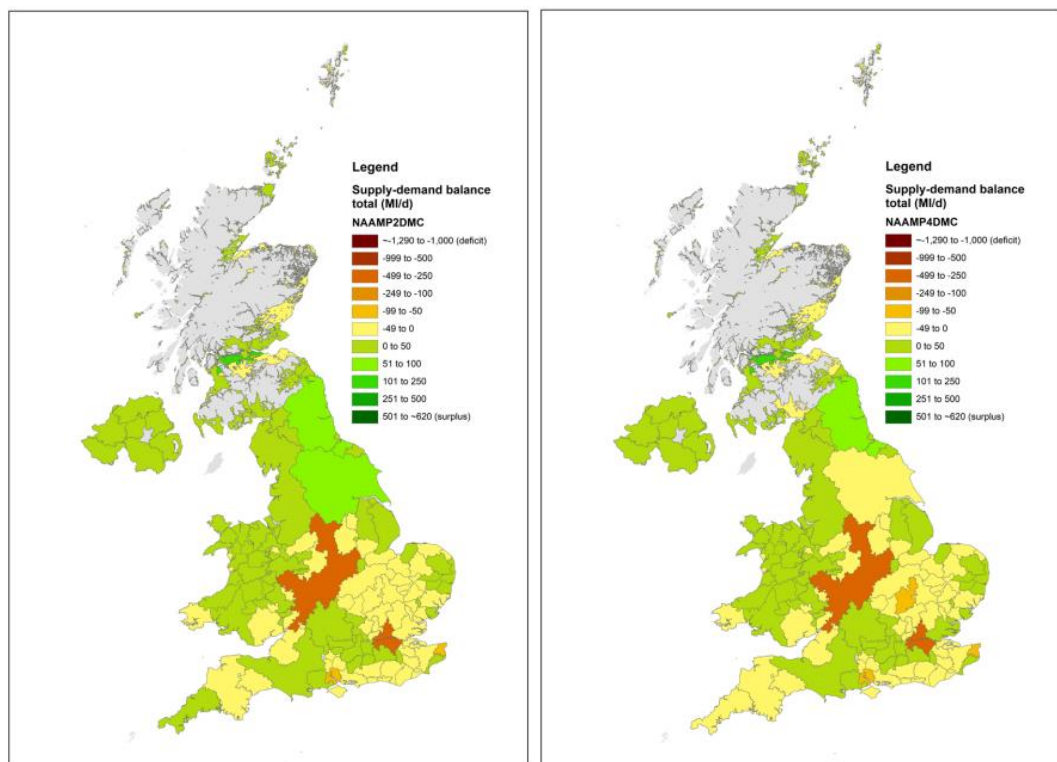 Legend
Supply-demand balance
total (Ml/d)
NAAMP2DMC
~-1,290 to -1,000 (deficit)
-999 to -500
-499 to -250
-249 to -100
-99 to -50
-49 to 0
0 to 50
51 to 100
101 to 250
251 to 500
501 to ~620 (surplus)
Legend
Supply-demand balance
total (Ml/d)
NAAMP4DMC
~-1,290 to -1,000 (deficit)
-999 to -500
-499 to -250
-249 to -100
-99 to -50
-49 to 0
0 to 50
51 to 100
101 to 250
251 to 500
501 to ~620 (surplus)